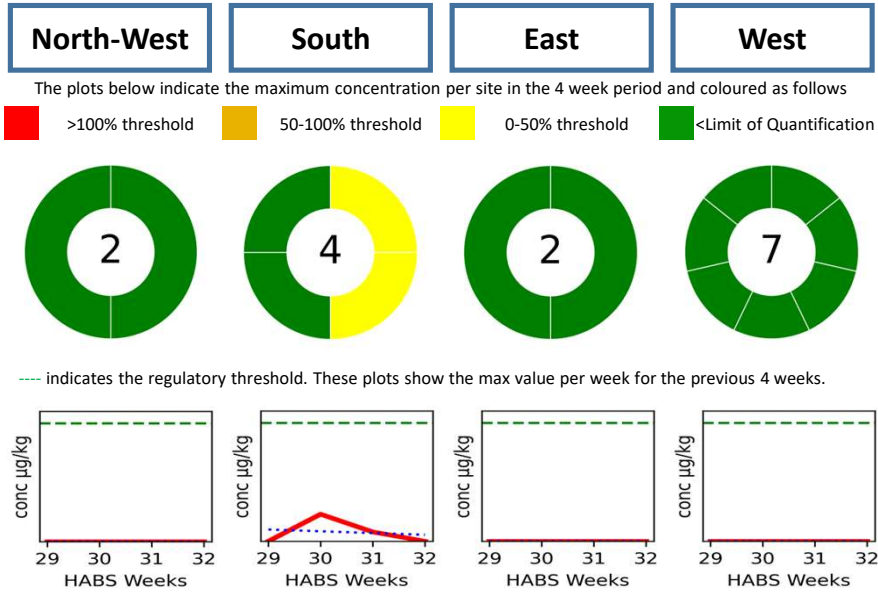 North-West South East West
The plots below indicate the maximum concentration per site in the 4 week period and coloured as follows
>100% threshold 50-100% threshold 0-50% threshold <Limit of Quantification
2 4 2 7
---- indicates the regulatory threshold. These plots show the max value per week for the previous 4 weeks.
conc µg/kg conc µg/kg conc µg/kg conc µg/kg
29 30 31 32 29 30 31 32 29 30 31 32 29 30 31 32
HABS Weeks HABS Weeks HABS Weeks HABS Weeks